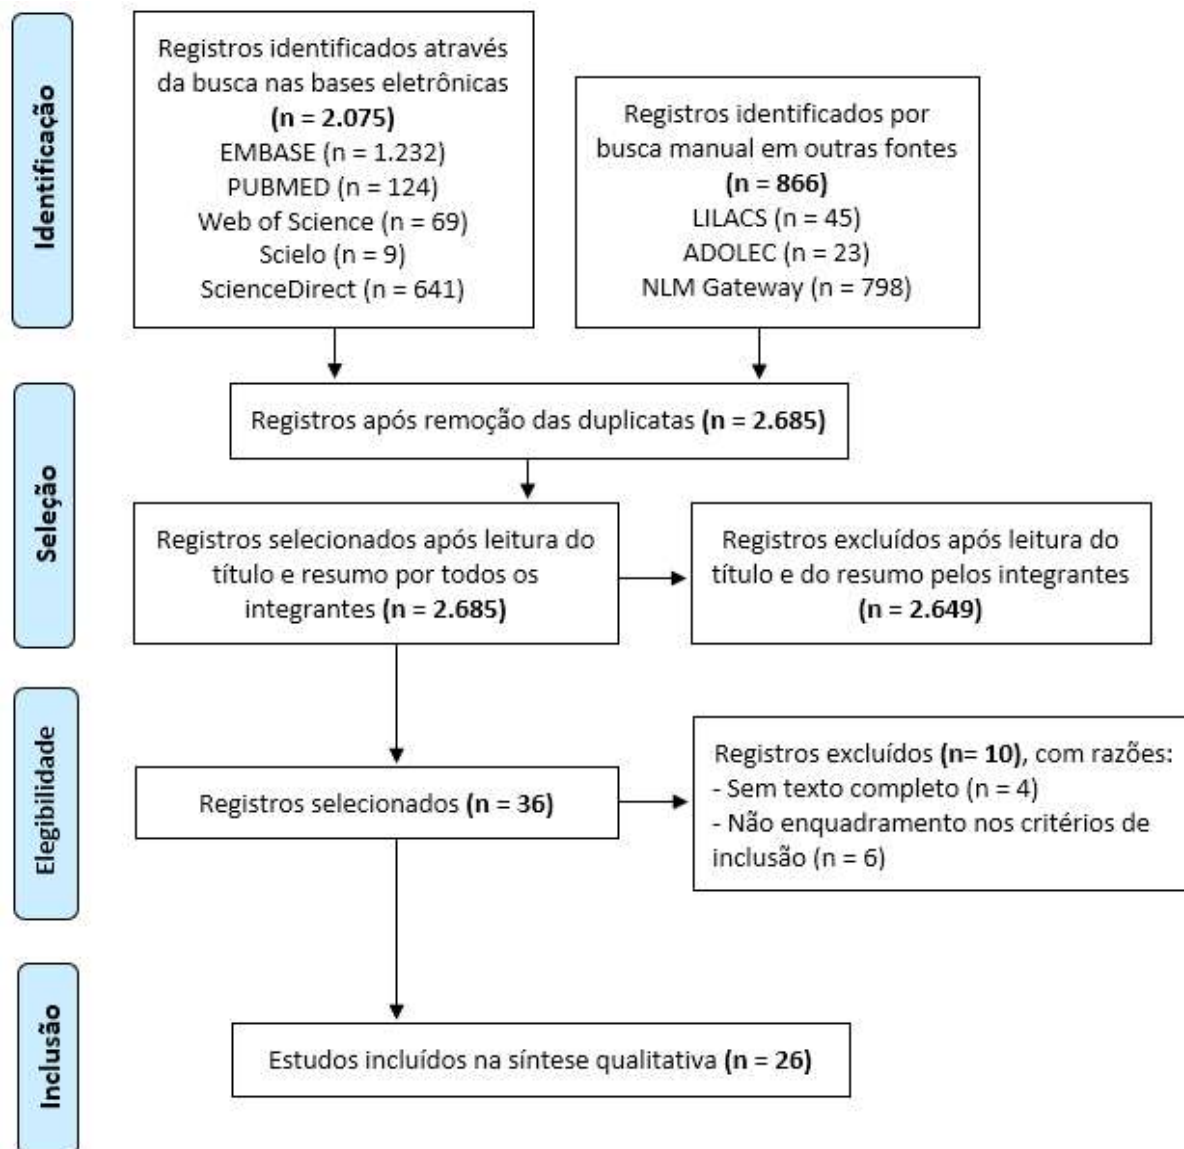 Identificação
Registros identificados através
da busca nas bases eletrônicas
(n = 2.075)
EMBASE (n = 1.232)
PUBMED (n = 124)
Web of Science (n = 69)
Scielo (n = 9)
ScienceDirect (n = 641)
Registros identificados por
busca manual em outras fontes
(n = 866)
LILACS (n = 45)
ADOLEC (n = 23)
NLM Gateway (n = 798)
Seleção
Registros após remoção das duplicatas (n = 2.685)
Registros selecionados após leitura do
título e resumo por todos os
integrantes (n = 2.685)
Registros excluídos após leitura do
título e do resumo pelos integrantes
(n = 2.649)
Elegibilidade
Registros selecionados (n = 36)
Registros excluídos (n= 10), com razões:
- Sem texto completo (n = 4)
- Não enquadramento nos critérios de
inclusão (n = 6)
Inclusão
Estudos incluídos na síntese qualitativa (n = 26)